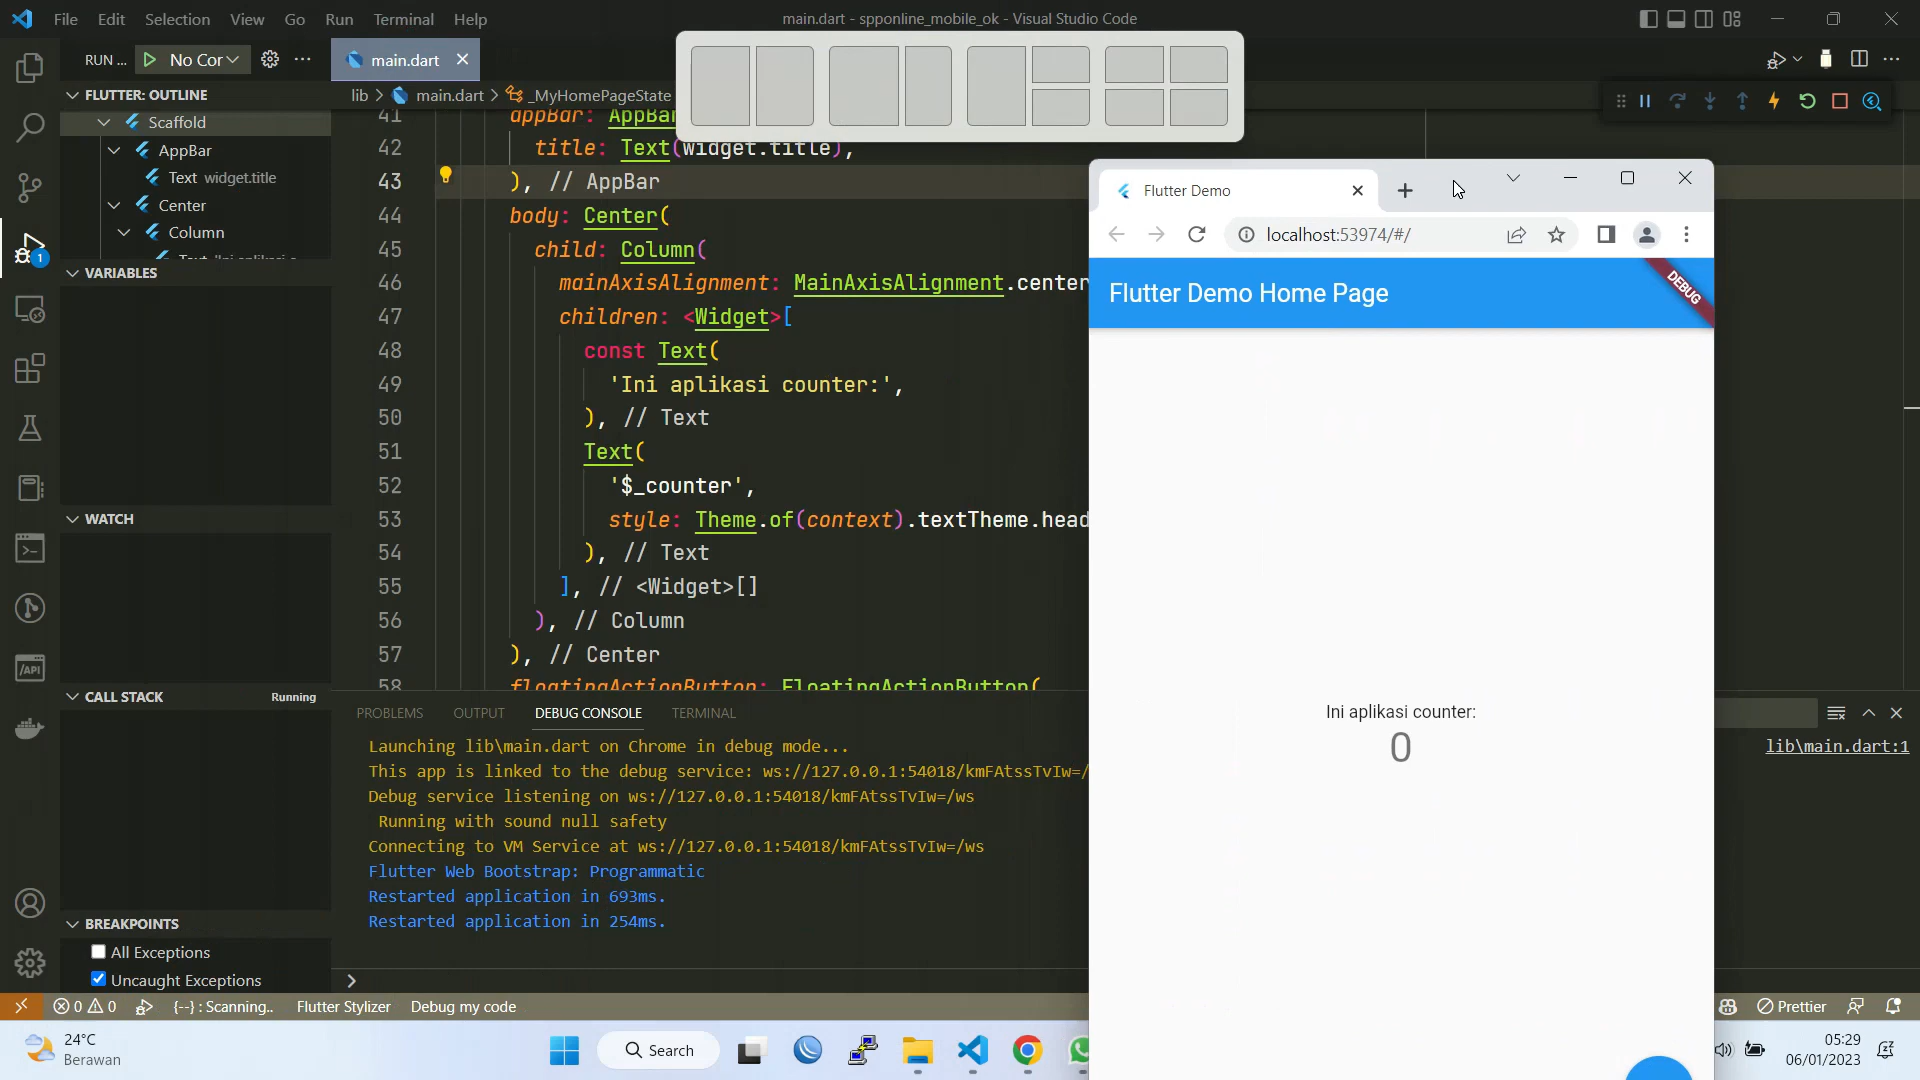 File Edit Selection View Go Run Terminal Help
main.dart - spponline_mobile_ok - Visual Studio Code
RUN ... No Cor
main.dart
lib > main.dart > _MyHomePageState
FLUTTER: OUTLINE
Scaffold
AppBar
Text widget.title
Center
Column
VARIABLES
WATCH
CALL STACK Running
BREAKPOINTS
All Exceptions
Uncaught Exceptions
41 appBar: AppBar
42 title: Text(widget.title),
43 ), // AppBar
44 body: Center(
45 child: Column(
46 mainAxisAlignment: MainAxisAlignment.center
47 children: <Widget>[
48 const Text(
49 'Ini aplikasi counter:',
50 ), // Text
51 Text(
52 '$_counter',
53 style: Theme.of(context).textTheme.head
54 ), // Text
55 ], // <Widget>[]
56 ), // Column
57 ), // Center
58 floatingActionButton: FloatingActionButton(
PROBLEMS OUTPUT DEBUG CONSOLE TERMINAL
Launching lib\main.dart on Chrome in debug mode...
lib\main.dart:1
This app is linked to the debug service: ws://127.0.0.1:54018/kmFAtssTvIw=/
Debug service listening on ws://127.0.0.1:54018/kmFAtssTvIw=/ws
Running with sound null safety
Connecting to VM Service at ws://127.0.0.1:54018/kmFAtssTvIw=/ws
Flutter Web Bootstrap: Programmatic
Restarted application in 693ms.
Restarted application in 254ms.
Flutter Demo
localhost:53974/#/
Flutter Demo Home Page
DEBUG
Ini aplikasi counter:
0
0 0 {--} : Scanning.. Flutter Stylizer Debug my code
Prettier
24°C
Berawan
Search
05:29
06/01/2023